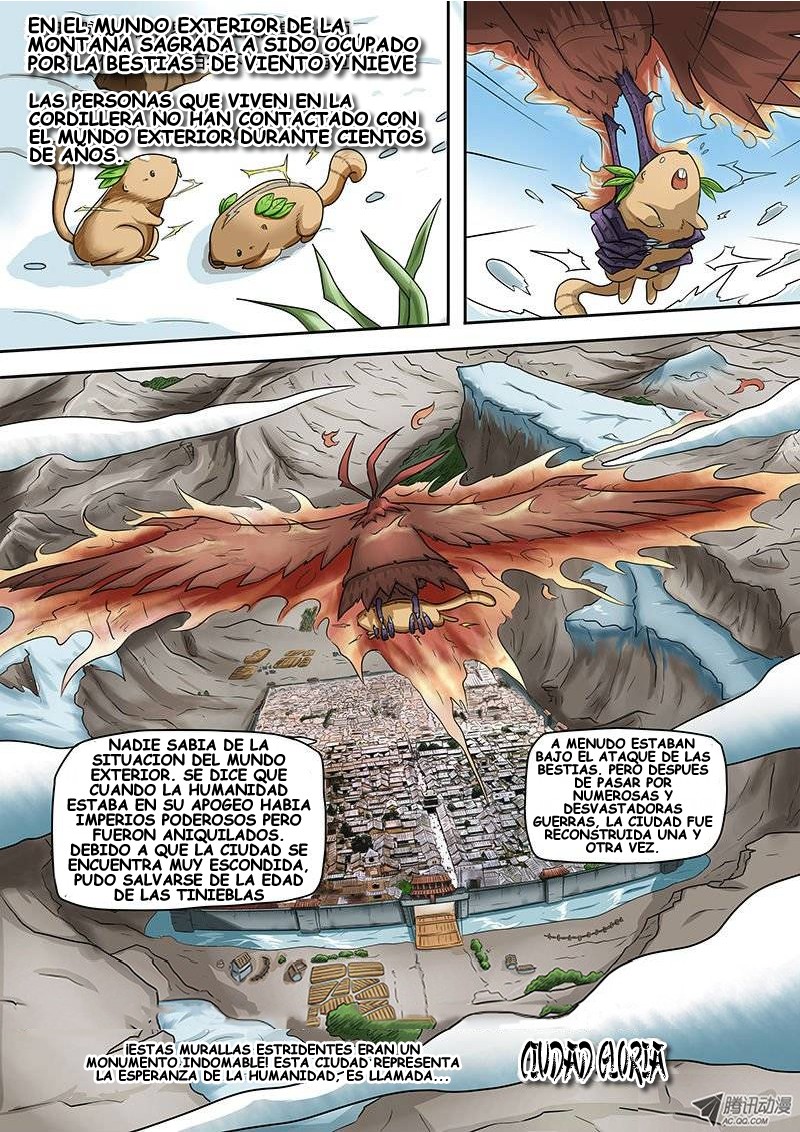 EN EL MUNDO EXTERIOR DE LA
MONTAÑA SAGRADA A SIDO OCUPADO
POR LA BESTIAS DE VIENTO Y NIEVE
LAS PERSONAS QUE VIVEN EN LA
CORDILLERA NO HAN CONTACTADO CON
EL MUNDO EXTERIOR DURANTE CIENTOS
DE AÑOS.
NADIE SABIA DE LA
SITUACION DEL MUNDO
EXTERIOR. SE DICE QUE
CUANDO LA HUMANIDAD
ESTABA EN SU APOGEO HABIA
IMPERIOS PODEROSOS PERO
FUERON ANIQUILADOS.
DEBIDO A QUE LA CIUDAD SE
ENCUENTRA MUY ESCONDIDA,
PUDO SALVARSE DE LA EDAD
DE LAS TINIEBLAS
A MENUDO ESTABAN
BAJO EL ATAQUE DE LAS
BESTIAS. PERO DESPUES
DE PASAR POR
NUMEROSAS Y
DESVASTADORAS
GUERRAS, LA CIUDAD FUE
RECONSTRUIDA UNA Y
OTRA VEZ.
¡ESTAS MURALLAS ESTRIDENTES ERAN UN
MONUMENTO INDOMABLE! ESTA CIUDAD REPRESENTA
LA ESPERANZA DE LA HUMANIDAD, ES LLAMADA...
CIUDAD GLORIA
腾讯动漫
AC.QQ.COM